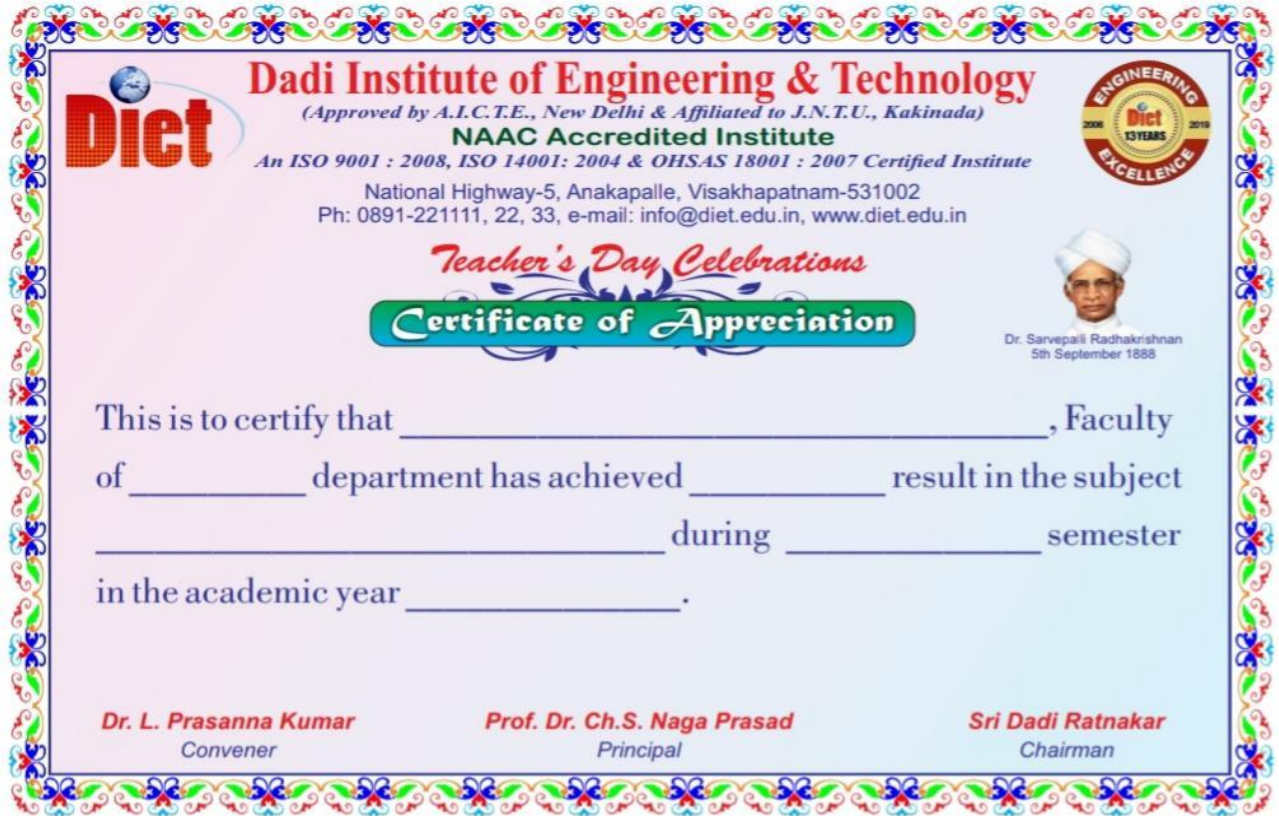 Diet
Dadi Institute of Engineering & Technology
(Approved by A.I.C.T.E., New Delhi & Affiliated to J.N.T.U., Kakinada)
NAAC Accredited Institute
An ISO 9001 : 2008, ISO 14001: 2004 & OHSAS 18001 : 2007 Certified Institute
National Highway-5, Anakapalle, Visakhapatnam-531002
Ph: 0891-221111, 22, 33, e-mail: info@diet.edu.in, www.diet.edu.in
ENGINEERING
Diet
2006 13 YEARS 2019
EXCELLENCE
Teacher's Day Celebrations
Certificate of Appreciation
Dr. Sarvepalli Radhakrishnan
5th September 1888
This is to certify that ________________________________, Faculty
of _________ department has achieved __________ result in the subject
_____________________________ during _____________ semester
in the academic year ______________.
Dr. L. Prasanna Kumar Prof. Dr. Ch.S. Naga Prasad Sri Dadi Ratnakar
Convener Principal Chairman